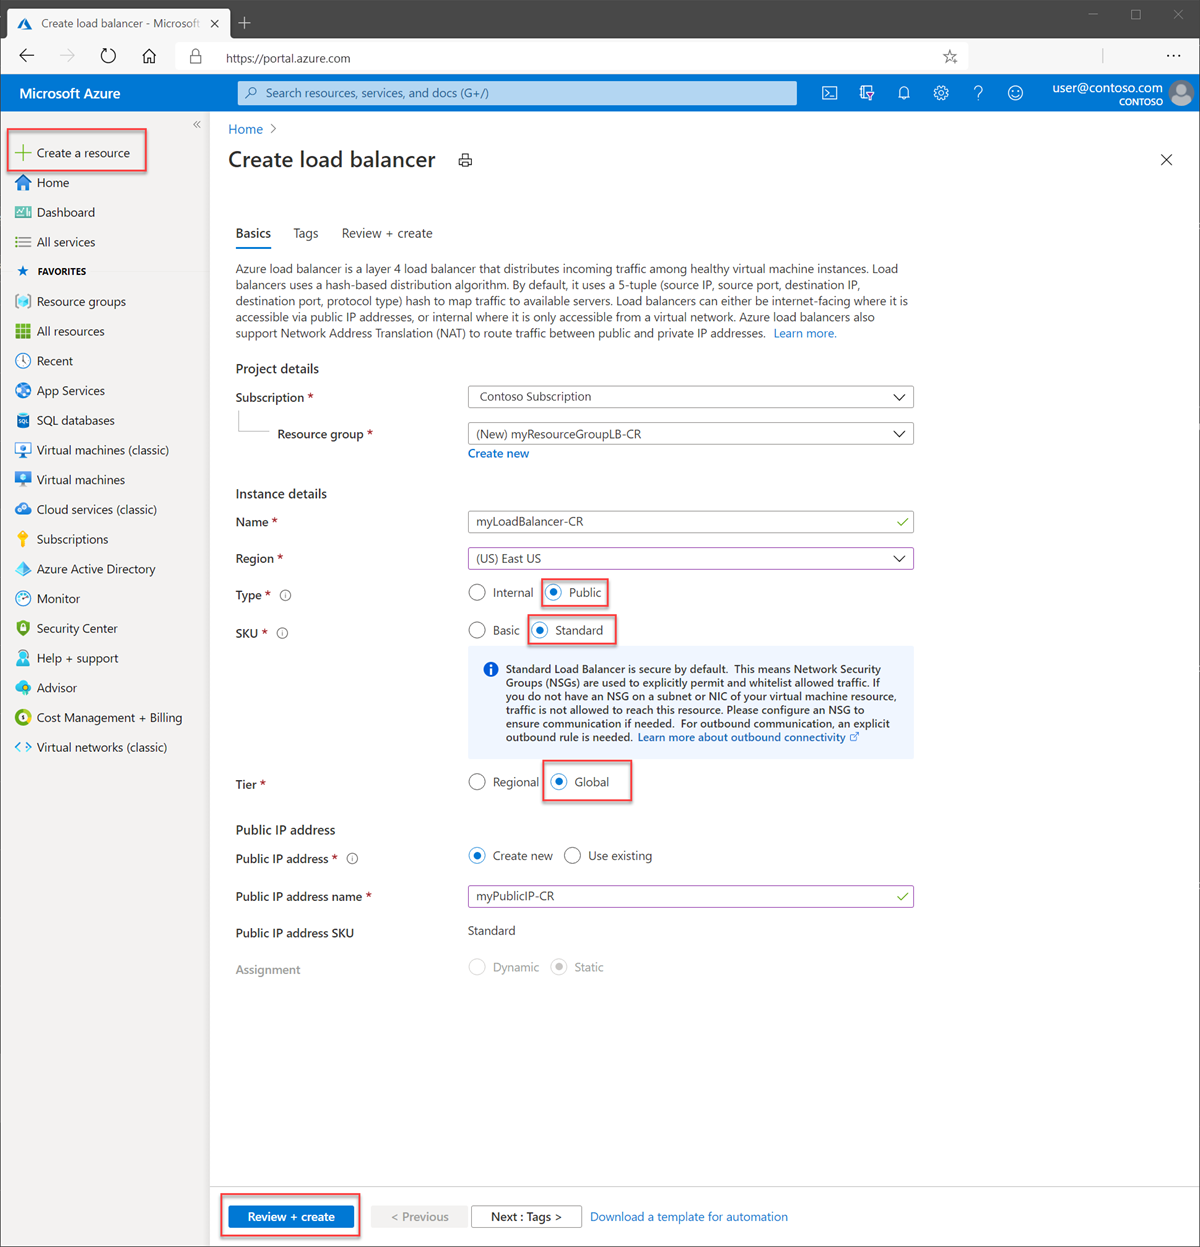 Create load balancer - Microsoft
https://portal.azure.com
Microsoft Azure
Search resources, services, and docs (G+/)
user@contoso.com
CONTOSO
Create a resource
Home
Dashboard
All services
FAVORITES
Resource groups
All resources
Recent
App Services
SQL databases
Virtual machines (classic)
Virtual machines
Cloud services (classic)
Subscriptions
Azure Active Directory
Monitor
Security Center
Help + support
Advisor
Cost Management + Billing
Virtual networks (classic)
Home >
Create load balancer
Basics Tags Review + create
Azure load balancer is a layer 4 load balancer that distributes incoming traffic among healthy virtual machine instances. Load
balancers uses a hash-based distribution algorithm. By default, it uses a 5-tuple (source IP, source port, destination IP,
destination port, protocol type) hash to map traffic to available servers. Load balancers can either be internet-facing where it is
accessible via public IP addresses, or internal where it is only accessible from a virtual network. Azure load balancers also
support Network Address Translation (NAT) to route traffic between public and private IP addresses. Learn more.
Project details
Subscription * Contoso Subscription
Resource group * (New) myResourceGroupLB-CR
Create new
Instance details
Name * myLoadBalancer-CR
Region * (US) East US
Type * Internal Public
SKU * Basic Standard
Standard Load Balancer is secure by default. This means Network Security
Groups (NSGs) are used to explicitly permit and whitelist allowed traffic. If
you do not have an NSG on a subnet or NIC of your virtual machine resource,
traffic is not allowed to reach this resource. Please configure an NSG to
ensure communication if needed. For outbound communication, an explicit
outbound rule is needed. Learn more about outbound connectivity
Tier * Regional Global
Public IP address
Public IP address * Create new Use existing
Public IP address name * myPublicIP-CR
Public IP address SKU Standard
Assignment Dynamic Static
Review + create < Previous Next : Tags > Download a template for automation